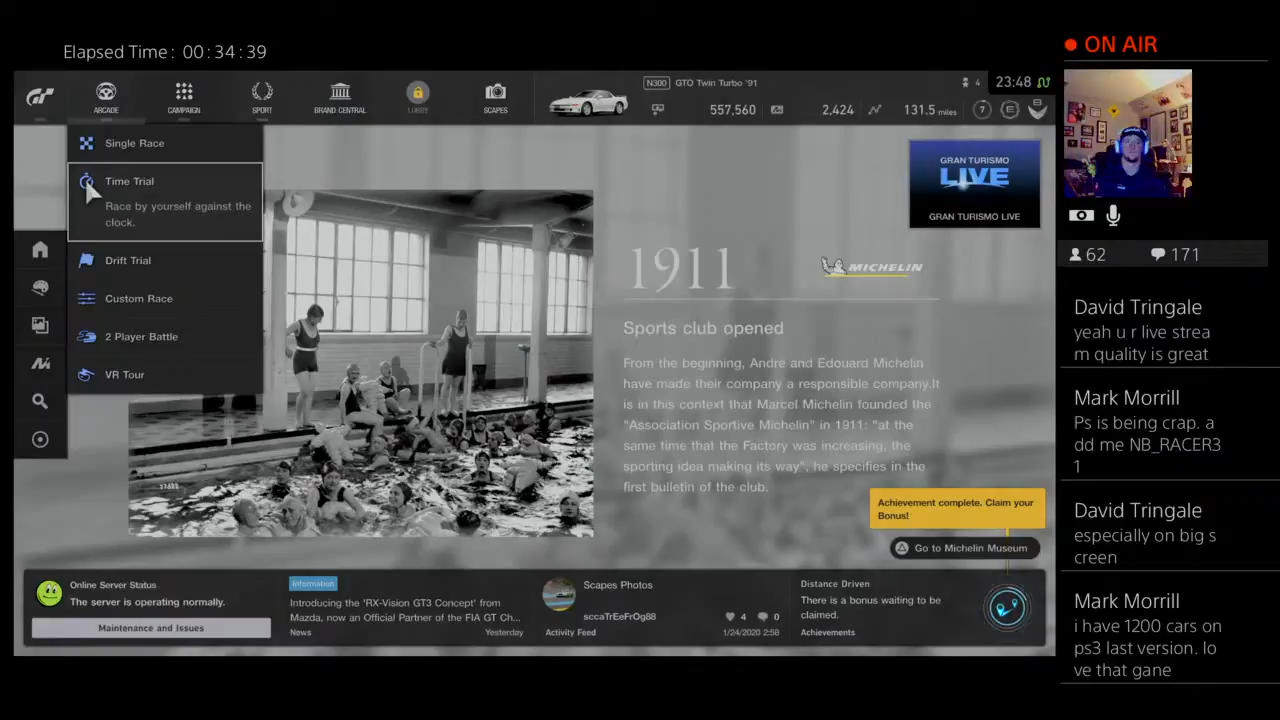 Elapsed Time: 00:34:39
ON AIR
ARCADE
CAMPAIGN
SPORT
BRAND CENTRAL
LOBBY
SCAPES
N300 GTO Twin Turbo '91
4
23:48
557,560
2,424
131.5 miles
7
E
B
Single Race
Time Trial
Race by yourself against the
clock.
Drift Trial
Custom Race
2 Player Battle
VR Tour
GRAN TURISMO
LIVE
GRAN TURISMO LIVE
1911
MICHELIN
Sports club opened
From the beginning, Andre and Edouard Michelin
have made their company a responsible company.It
is in this context that Marcel Michelin founded the
"Association Sportive Michelin" in 1911: "at the
same time that the Factory was increasing, the
sporting idea making its way", he specifies in the
first bulletin of the club.
Achievement complete. Claim your
Bonus!
Go to Michelin Museum
Online Server Status
The server is operating normally.
Maintenance and Issues
Information
Introducing the 'RX-Vision GT3 Concept' from
Mazda, now an Official Partner of the FIA GT Ch...
News
Yesterday
Scapes Photos
sccaTrEeFrOg88
4
0
Activity Feed
1/24/2020 2:58
Distance Driven
There is a bonus waiting to be
claimed.
Achievements
62
171
David Tringale
yeah u r live strea
m quality is great
Mark Morrill
Ps is being crap. a
dd me NB_RACER3
1
David Tringale
especially on big s
creen
Mark Morrill
i have 1200 cars on
ps3 last version. lo
ve that gane